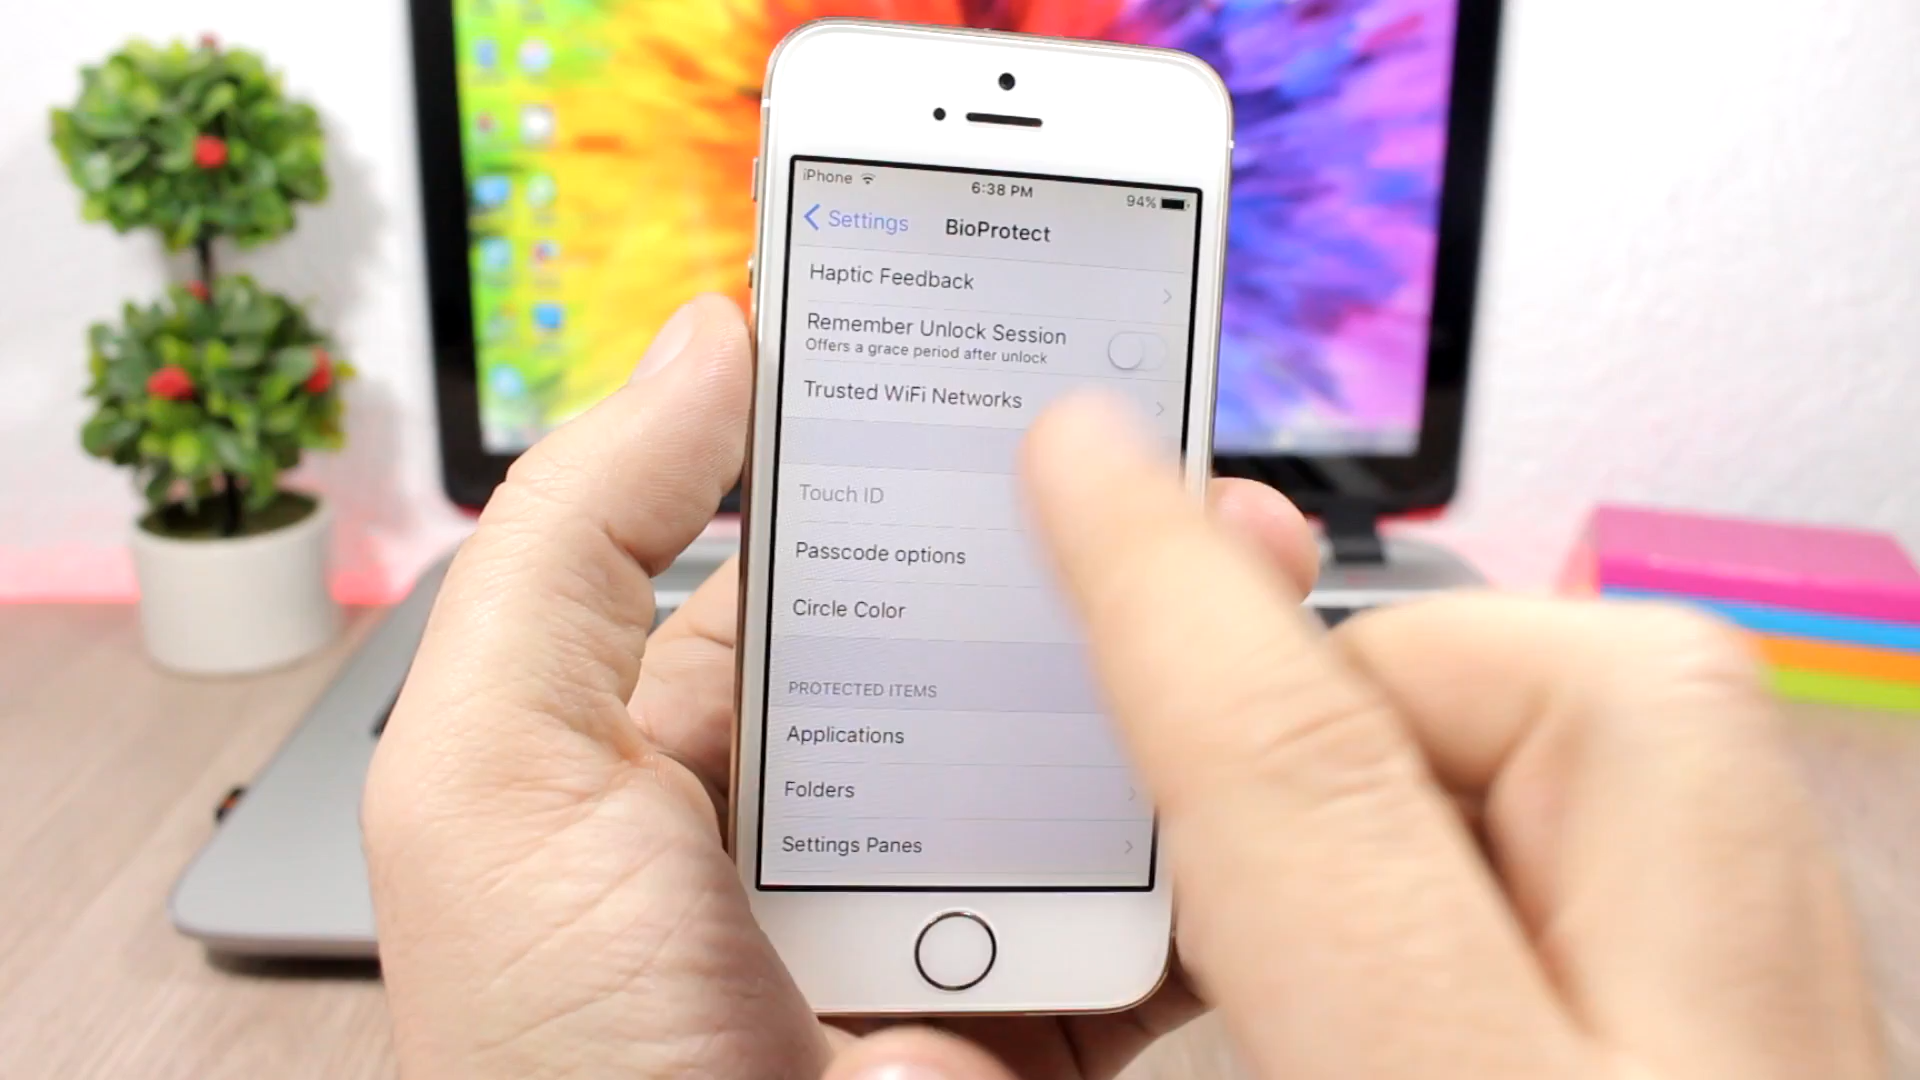 iPhone
6:38 PM
94%
Settings
BioProtect
Haptic Feedback
Remember Unlock Session
Offers a grace period after unlock
Trusted WiFi Networks
Touch ID
Passcode options
Circle Color
PROTECTED ITEMS
Applications
Folders
Settings Panes